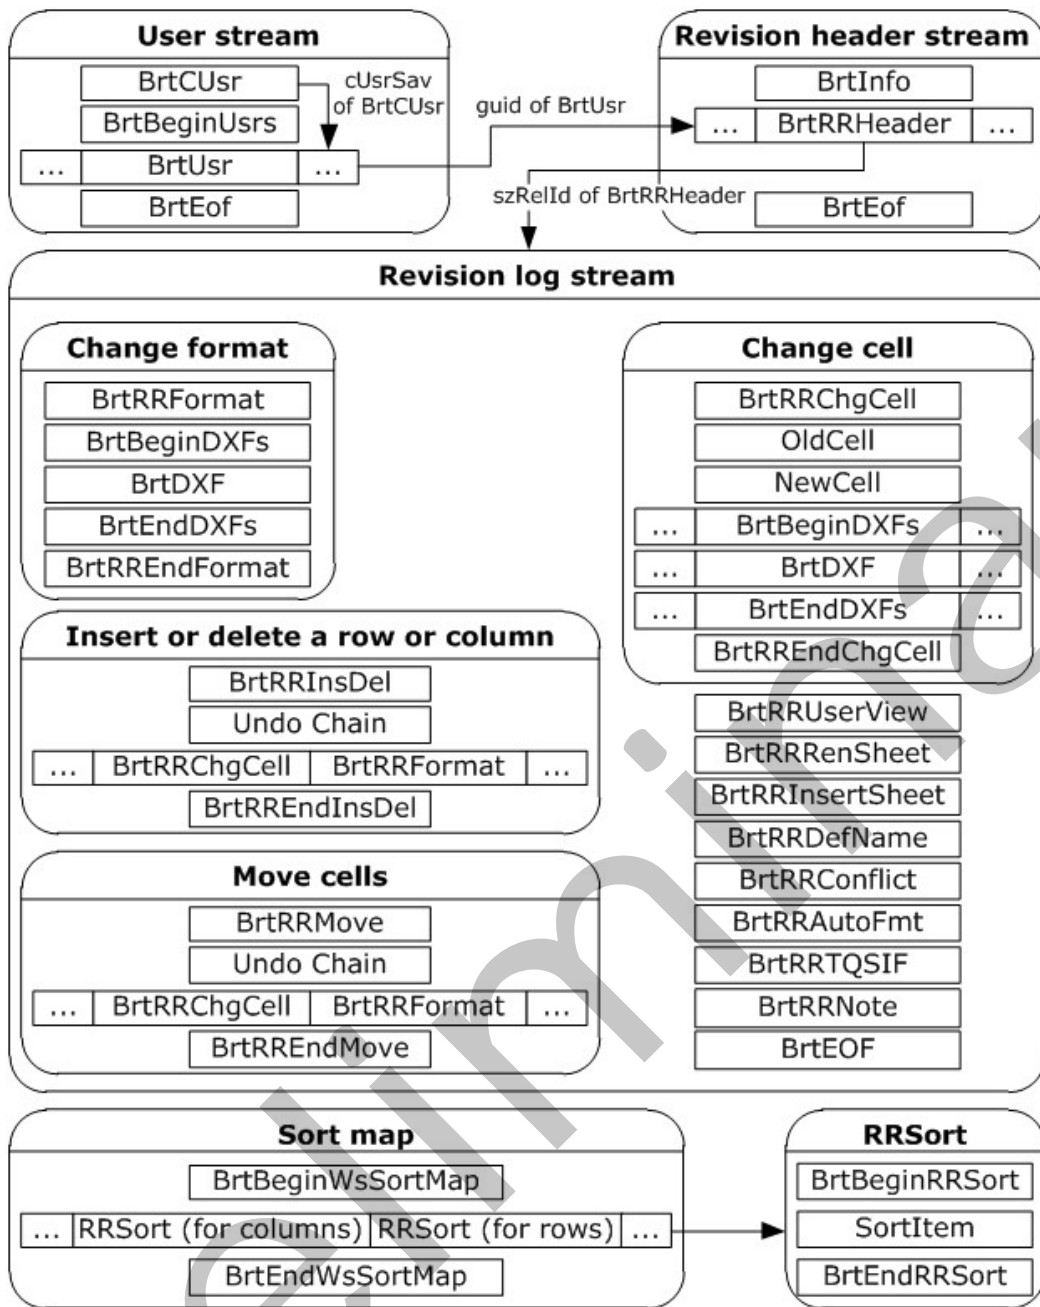 User stream
BrtCUsr
BrtBeginUsrs
... BrtUsr ...
BrtEof
cUsrSav
of BrtCUsr
guid of BrtUsr
Revision header stream
BrtInfo
... BrtRRHeader ...
BrtEof
szRelId of BrtRRHeader
Revision log stream
Change format
BrtRRFormat
BrtBeginDXFs
BrtDXF
BrtEndDXFs
BrtRREndFormat
Change cell
BrtRRChgCell
OldCell
NewCell
... BrtBeginDXFs ...
... BrtDXF ...
... BrtEndDXFs ...
BrtRREndChgCell
Insert or delete a row or column
BrtRRInsDel
Undo Chain
... BrtRRChgCell BrtRRFormat ...
BrtRREndInsDel
Move cells
BrtRRMove
Undo Chain
... BrtRRChgCell BrtRRFormat ...
BrtRREndMove
BrtRRUserView
BrtRRRenSheet
BrtRRInsertSheet
BrtRRDefName
BrtRRConflict
BrtRRAutoFmt
BrtRRTQSIF
BrtRRNote
BrtEOF
Sort map
BrtBeginWsSortMap
... RRSort (for columns) RRSort (for rows) ...
BrtEndWsSortMap
RRSort
BrtBeginRRSort
SortItem
BrtEndRRSort